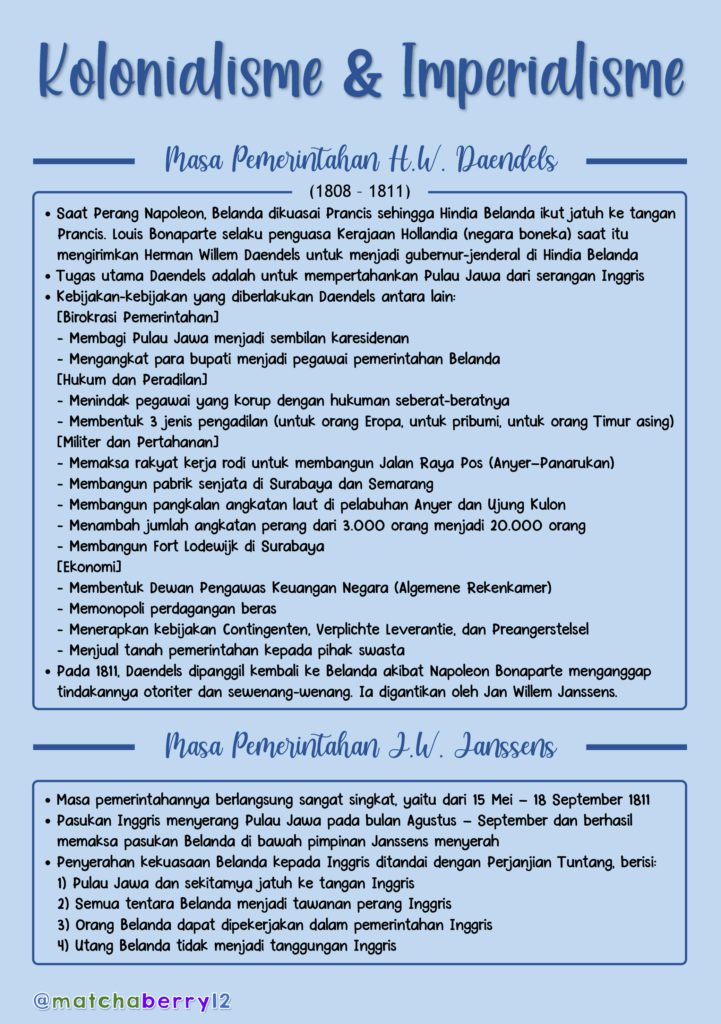 Kolonialisme & Imperialisme
Masa Pemerintahan H.W. Daendels
(1808 - 1811)
• Saat Perang Napoleon, Belanda dikuasai Prancis sehingga Hindia Belanda ikut jatuh ke tangan
Prancis. Louis Bonaparte selaku penguasa Kerajaan Hollandia (negara boneka) saat itu
mengirimkan Herman Willem Daendels untuk menjadi gubernur-jenderal di Hindia Belanda
• Tugas utama Daendels adalah untuk mempertahankan Pulau Jawa dari serangan Inggris
• Kebijakan-kebijakan yang diberlakukan Daendels antara lain:
[Birokrasi Pemerintahan]
- Membagi Pulau Jawa menjadi sembilan karesidenan
- Mengangkat para bupati menjadi pegawai pemerintahan Belanda
[Hukum dan Peradilan]
- Menindak pegawai yang korup dengan hukuman seberat-beratnya
- Membentuk 3 jenis pengadilan (untuk orang Eropa, untuk pribumi, untuk orang Timur asing)
[Militer dan Pertahanan]
- Memaksa rakyat kerja rodi untuk membangun Jalan Raya Pos (Anyer–Panarukan)
- Membangun pabrik senjata di Surabaya dan Semarang
- Membangun pangkalan angkatan laut di pelabuhan Anyer dan Ujung Kulon
- Menambah jumlah angkatan perang dari 3.000 orang menjadi 20.000 orang
- Membangun Fort Lodewijk di Surabaya
[Ekonomi]
- Membentuk Dewan Pengawas Keuangan Negara (Algemene Rekenkamer)
- Memonopoli perdagangan beras
- Menerapkan kebijakan Contingenten, Verplichte Leverantie, dan Preangerstelsel
- Menjual tanah pemerintahan kepada pihak swasta
• Pada 1811, Daendels dipanggil kembali ke Belanda akibat Napoleon Bonaparte menganggap
tindakannya otoriter dan sewenang-wenang. Ia digantikan oleh Jan Willem Janssens.
Masa Pemerintahan J.W. Janssens
• Masa pemerintahannya berlangsung sangat singkat, yaitu dari 15 Mei – 18 September 1811
• Pasukan Inggris menyerang Pulau Jawa pada bulan Agustus – September dan berhasil
memaksa pasukan Belanda di bawah pimpinan Janssens menyerah
• Penyerahan kekuasaan Belanda kepada Inggris ditandai dengan Perjanjian Tuntang, berisi:
1) Pulau Jawa dan sekitarnya jatuh ke tangan Inggris
2) Semua tentara Belanda menjadi tawanan perang Inggris
3) Orang Belanda dapat dipekerjakan dalam pemerintahan Inggris
4) Utang Belanda tidak menjadi tanggungan Inggris
@matchaberry12